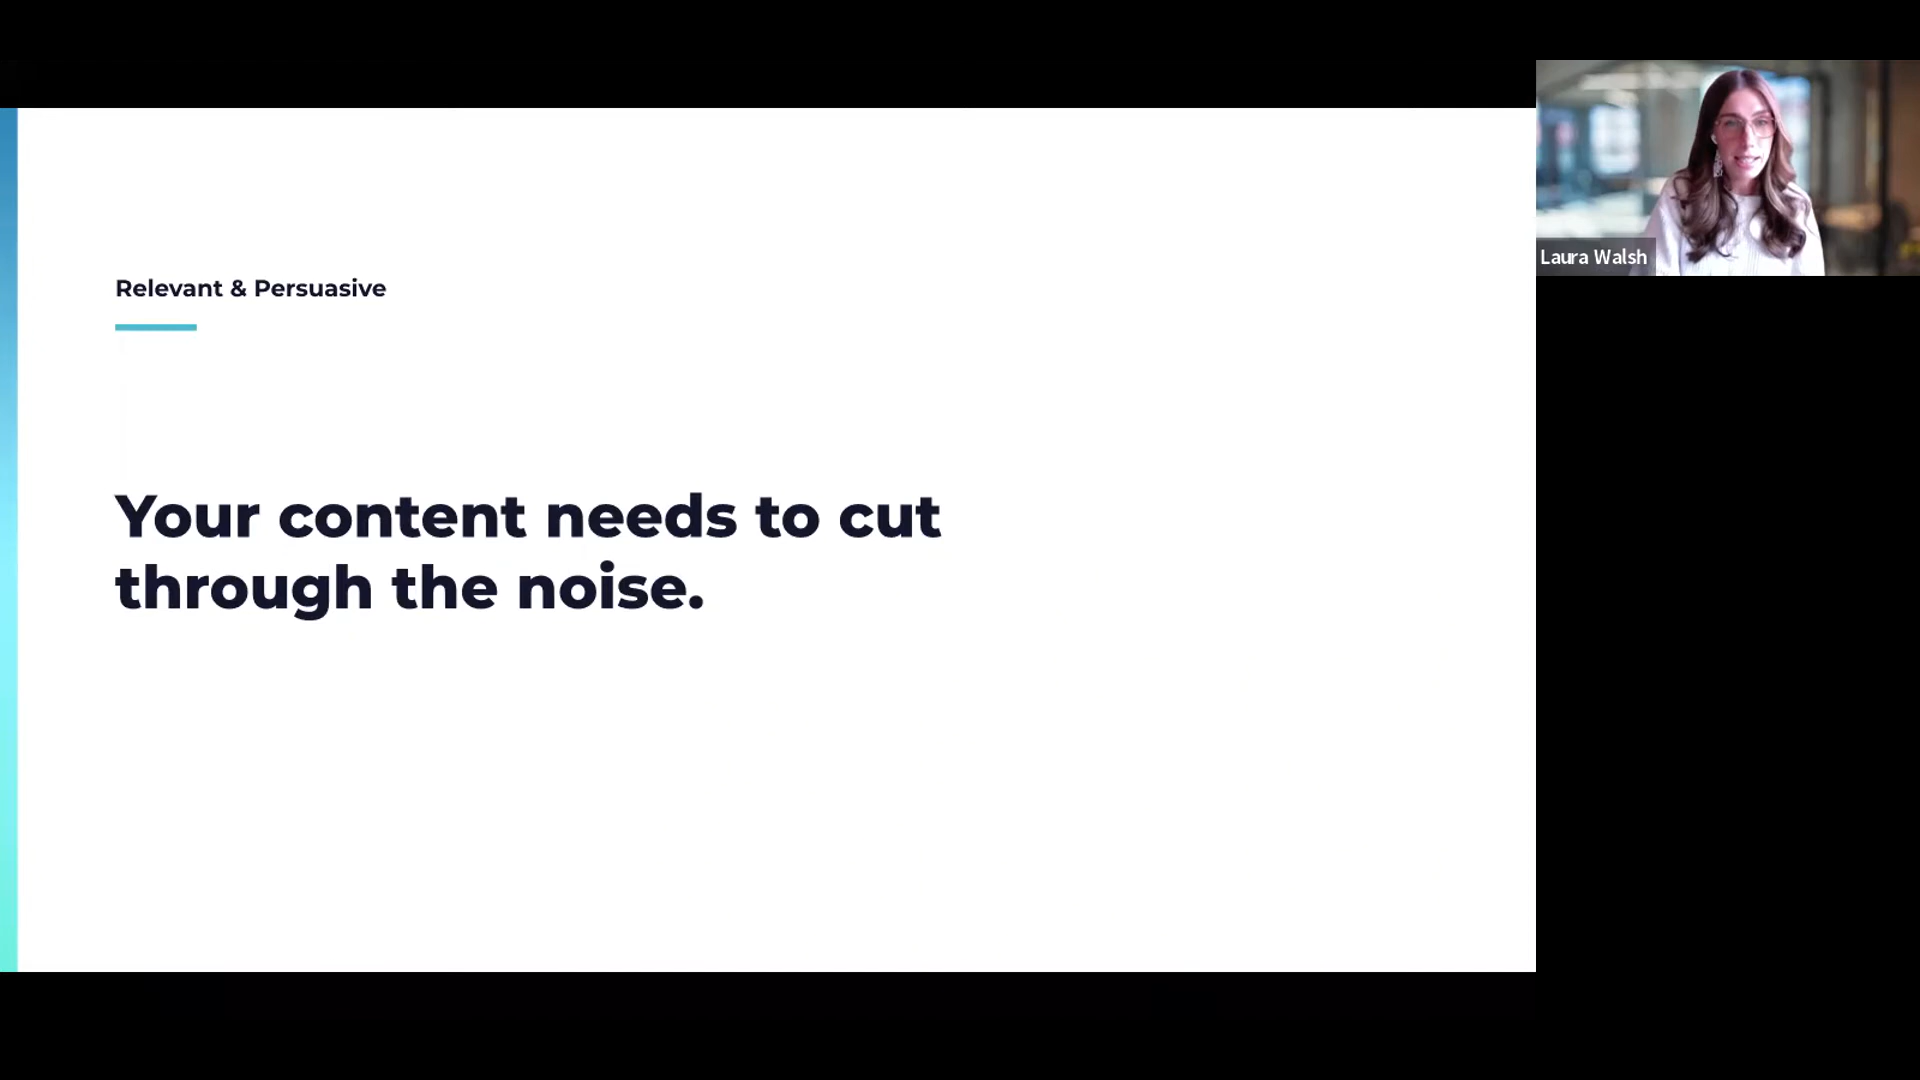 Relevant & Persuasive
Your content needs to cut
through the noise.
Laura Walsh